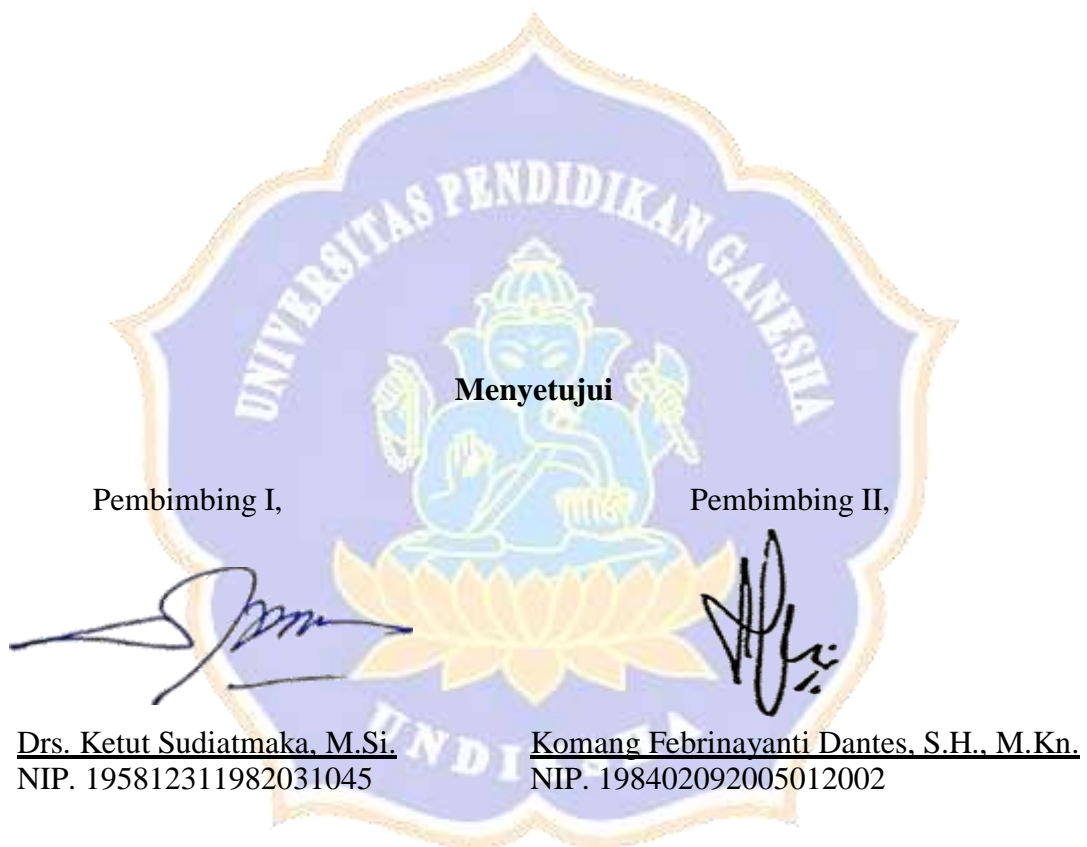 UNIVERSITAS PENDIDIKAN GANESHA
Menyetujui
Pembimbing I,
Pembimbing II,
Drs. Ketut Sudiatmaka, M.Si.
NIP. 195812311982031045
Komang Febrinayanti Dantes, S.H., M.Kn.
NIP. 198402092005012002
UNDIKSHA